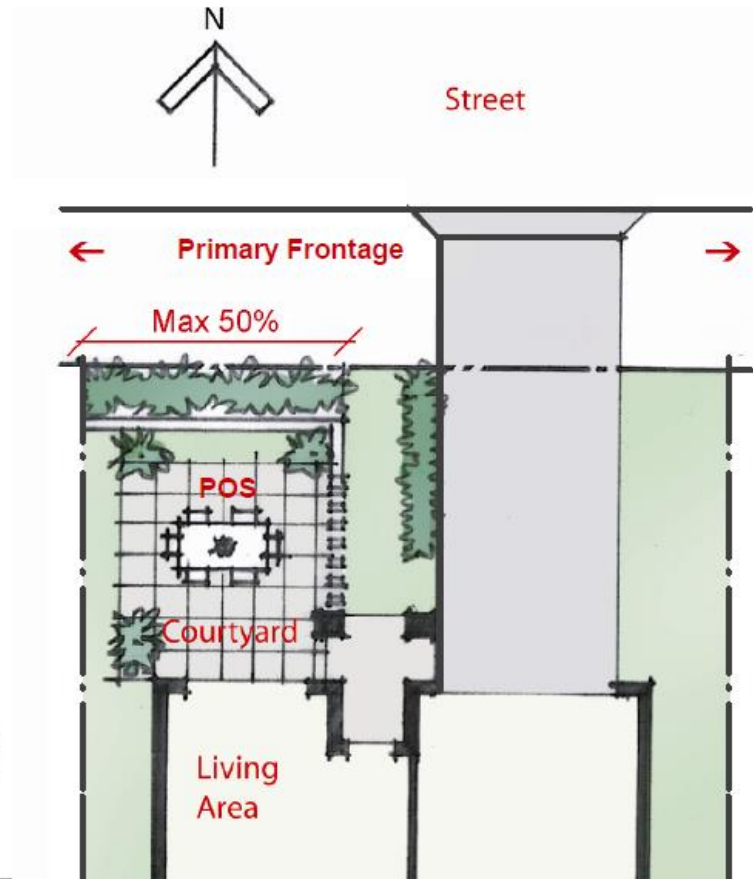 N
Street
← Primary Frontage →
Max 50%
POS
Courtyard
Living
Area